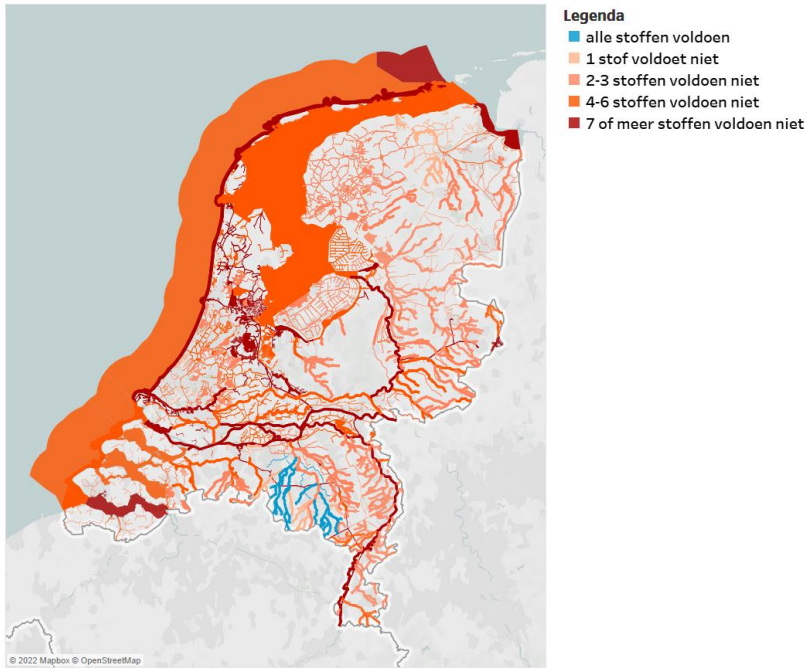 Legenda
alle stoffen voldoen
1 stof voldoet niet
2-3 stoffen voldoen niet
4-6 stoffen voldoen niet
7 of meer stoffen voldoen niet
© 2022 Mapbox © OpenStreetMap